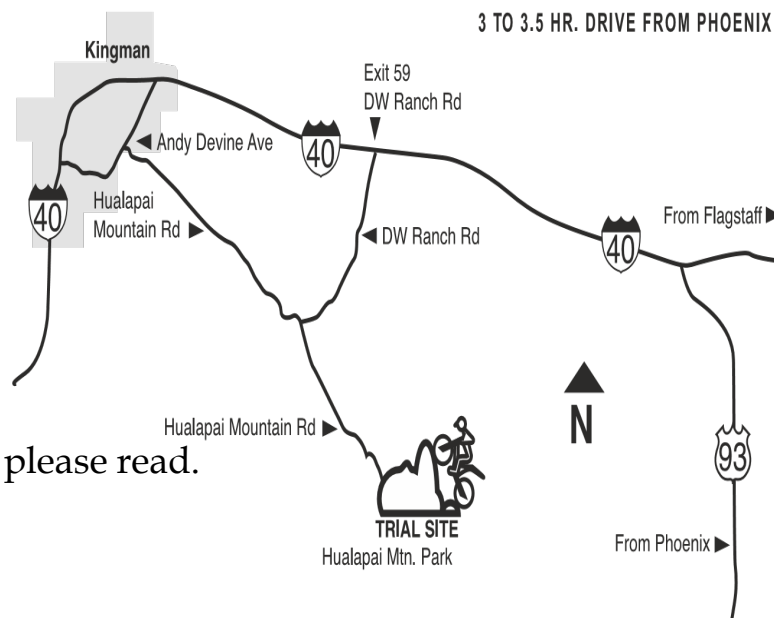 3 TO 3.5 HR. DRIVE FROM PHOENIX
Kingman
Exit 59
DW Ranch Rd
Andy Devine Ave
40
Hualapai
Mountain Rd
40
DW Ranch Rd
From Flagstaff
40
Hualapai Mountain Rd
N
please read.
93
TRIAL SITE
Hualapai Mtn. Park
From Phoenix